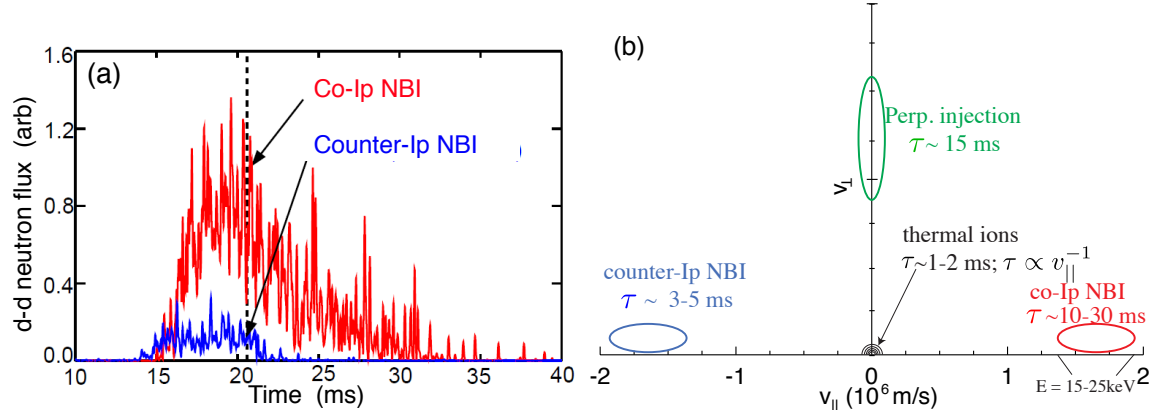 (a)
1.6
1.2
0.8
0.4
0.0
d-d neutron flux (arb)
Co-Ip NBI
Counter-Ip NBI )
10 15 20 25 30 35 40
Time (ms)
(b)
Perp. injection
τ ~ 15 ms
v⊥
thermal ions
τ~1-2 ms; τ ∝ v||^-1
counter-Ip NBI
τ ~ 3-5 ms
co-Ip NBI
τ ~10-30 ms
-2 -1 0 1 2
E = 15-25keV
v|| (10^6 m/s)